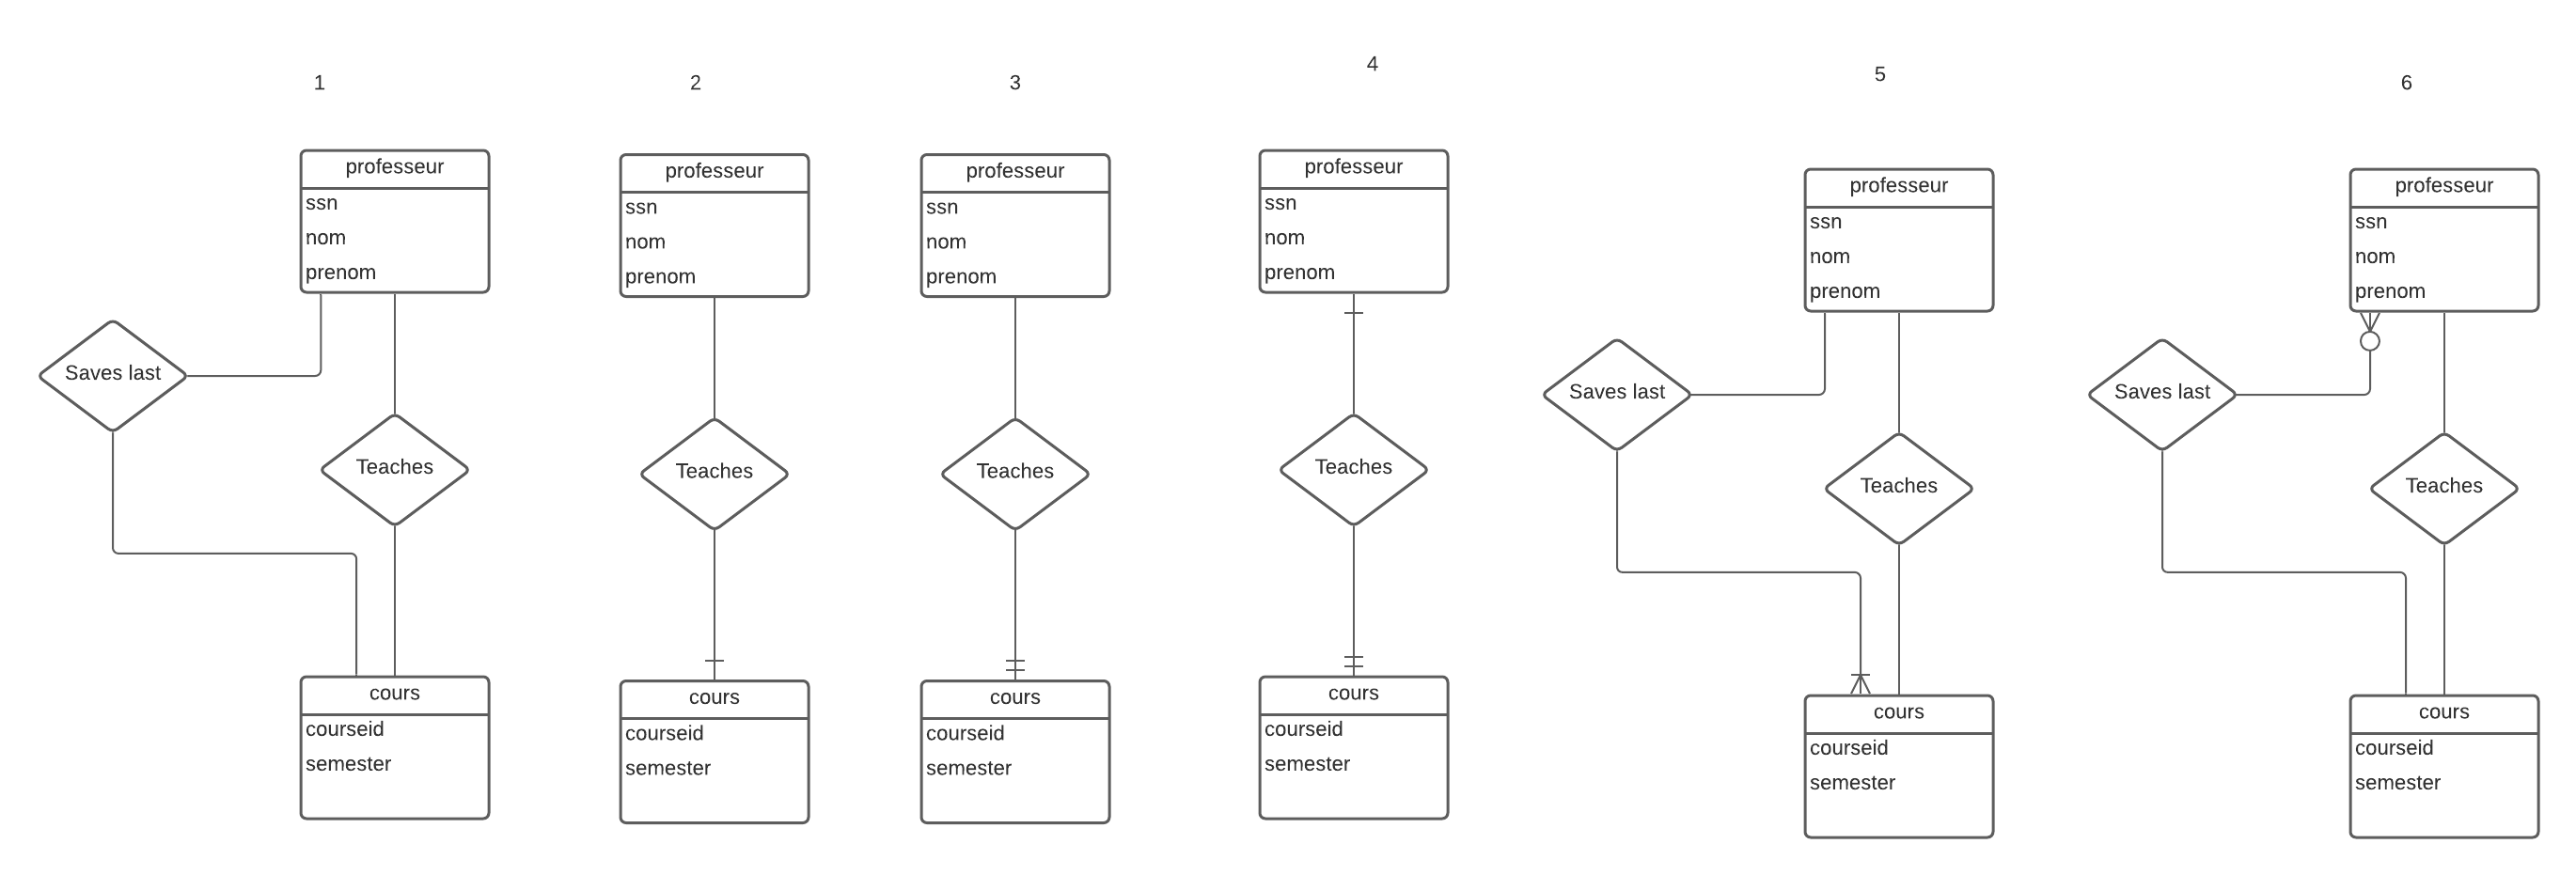 1
professeur
ssn
nom
prenom
Saves last
Teaches
cours
courseid
semester
2
professeur
ssn
nom
prenom
Teaches
cours
courseid
semester
3
professeur
ssn
nom
prenom
Teaches
cours
courseid
semester
4
professeur
ssn
nom
prenom
Teaches
cours
courseid
semester
5
professeur
ssn
nom
prenom
Saves last
Teaches
cours
courseid
semester
6
professeur
ssn
nom
prenom
Saves last
Teaches
cours
courseid
semester